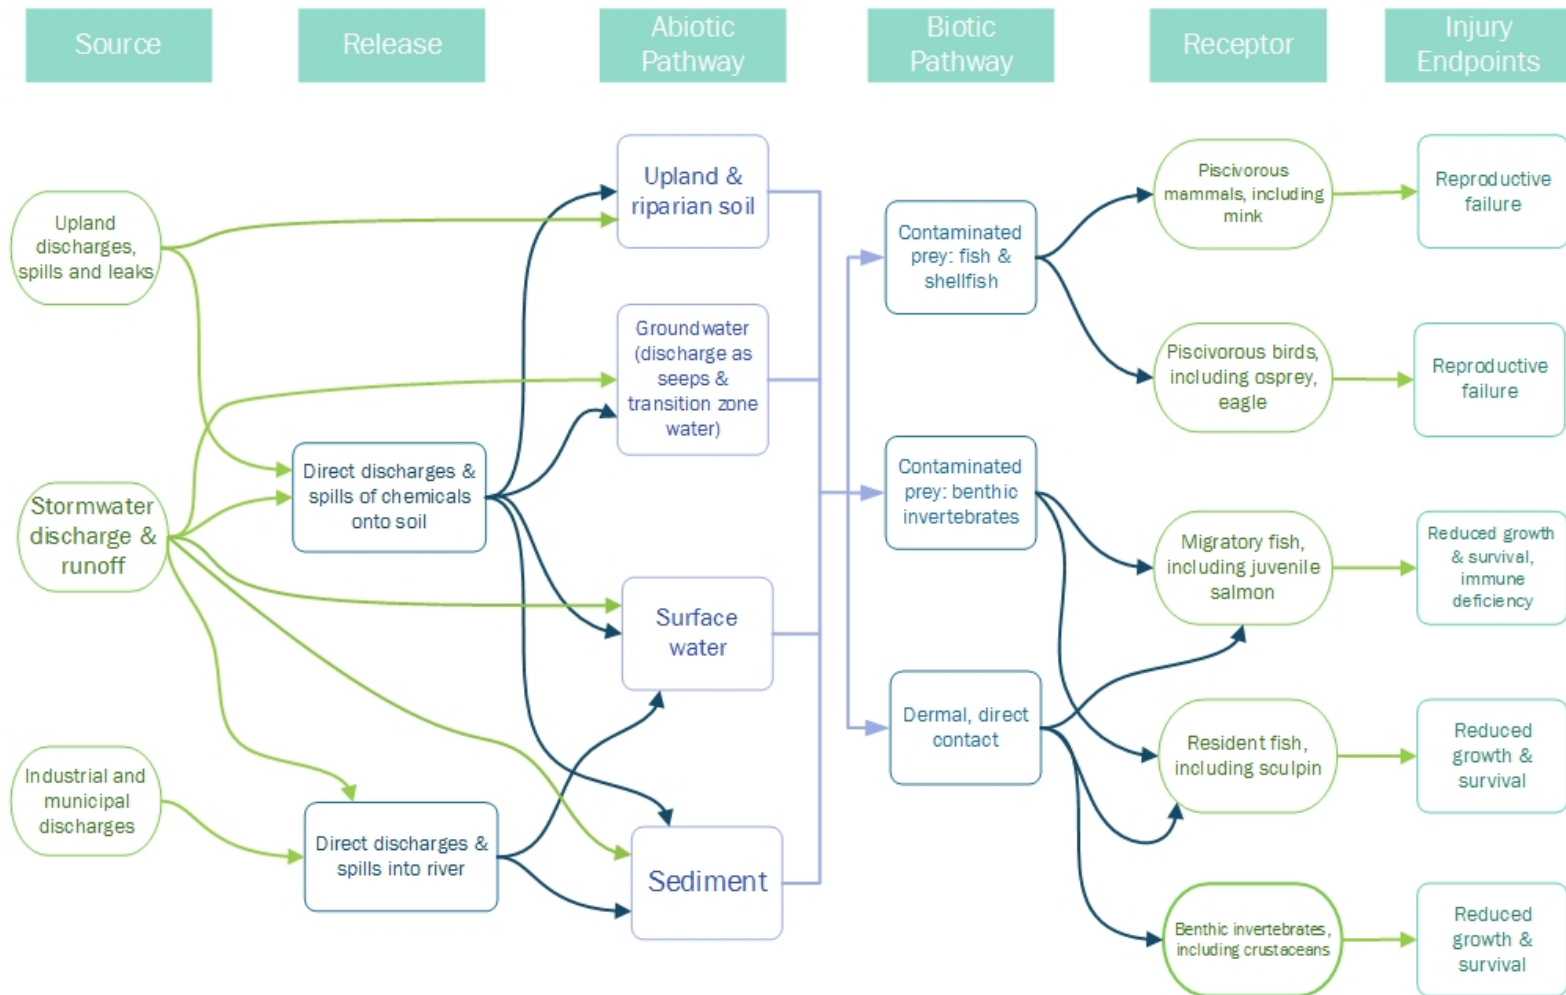 Source
Release
Abiotic
Pathway
Biotic
Pathway
Receptor
Injury
Endpoints
Upland
discharges,
spills and leaks
Stormwater
discharge &
runoff
Industrial and
municipal
discharges
Direct discharges &
spills of chemicals
onto soil
Direct discharges &
spills into river
Upland &
riparian soil
Groundwater
(discharge as
seeps &
transition zone
water)
Surface
water
Sediment
Contaminated
prey: fish &
shellfish
Contaminated
prey: benthic
invertebrates
Dermal, direct
contact
Piscivorous
mammals, including
mink
Piscivorous birds,
including osprey,
eagle
Migratory fish,
including juvenile
salmon
Resident fish,
including sculpin
Benthic invertebrates,
including crustaceans
Reproductive
failure
Reproductive
failure
Reduced growth
& survival,
immune
deficiency
Reduced
growth &
survival
Reduced
growth &
survival